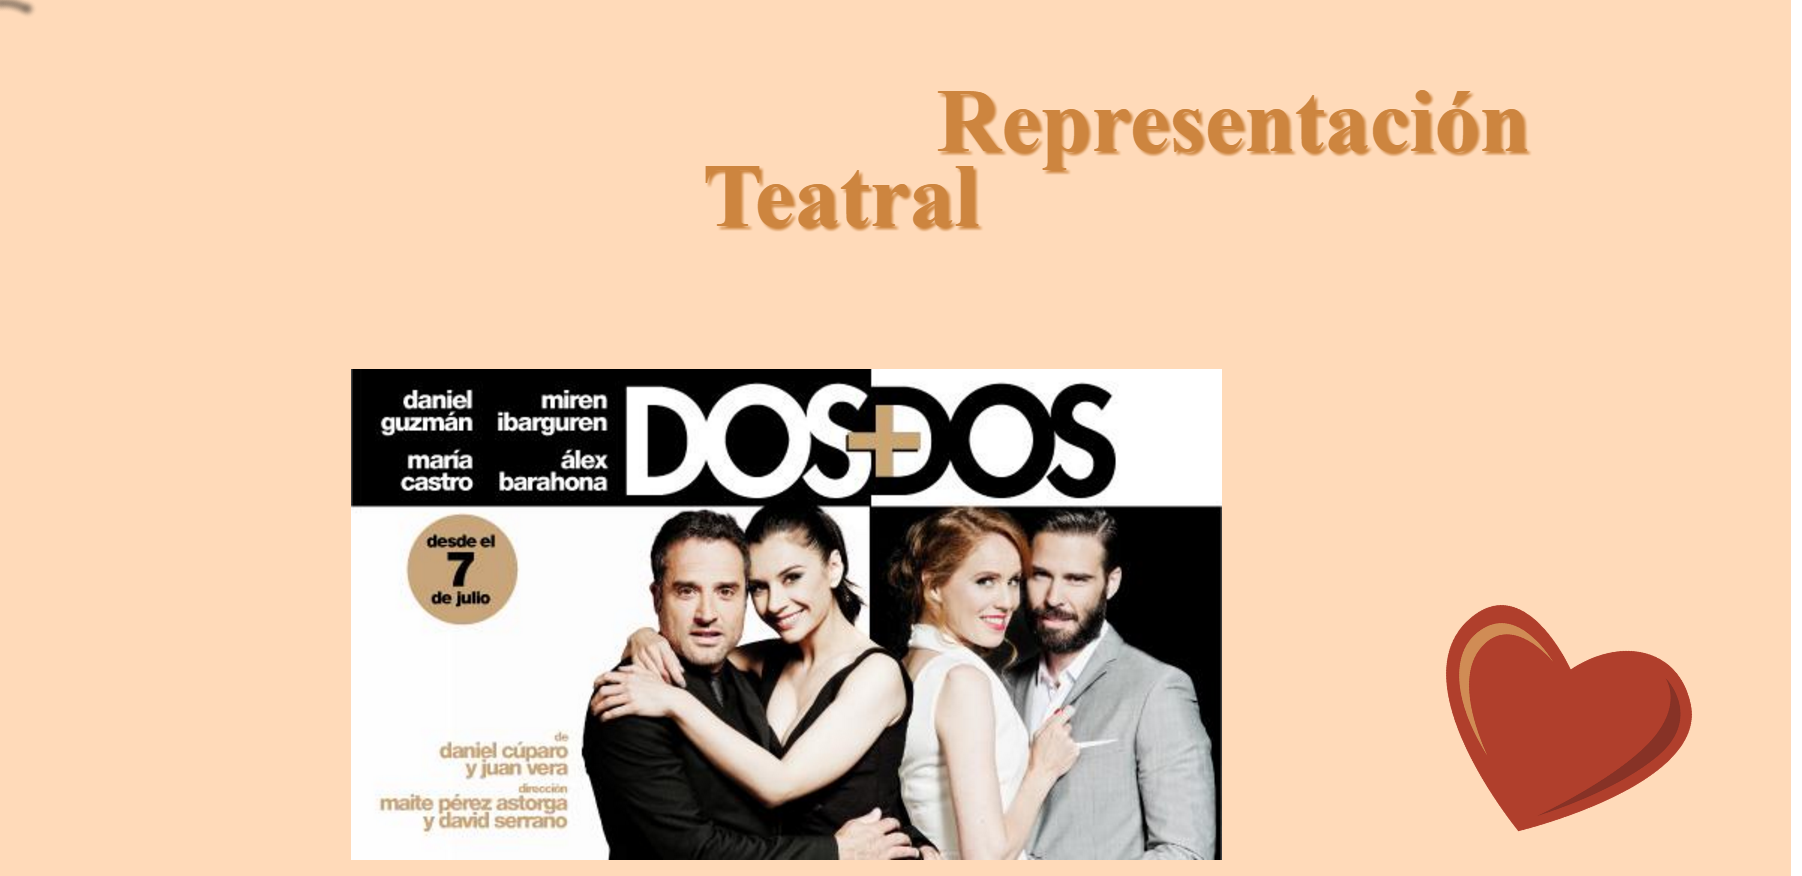 Representación
Teatral
daniel
guzmán
miren
ibarguren
maría
castro
álex
barahona
DOS+DOS
desde el
7
de julio
de
daniel cúparo
y juan vera
dirección
maite pérez astorga
y david serrano